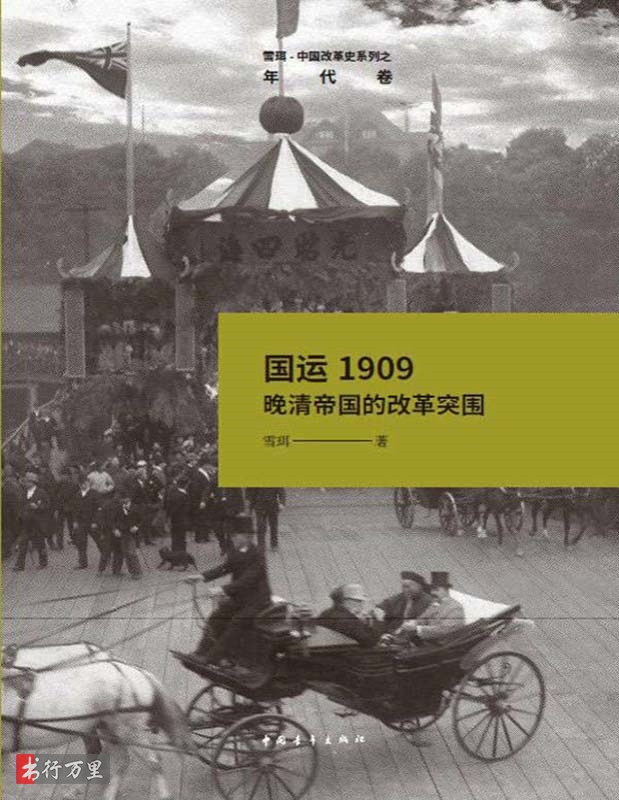 雪珥-中国改革史系列之
年代卷
光照四海
国运 1909
晚清帝国的改革突围
雪珥——著
中国青年出版社
书行万里